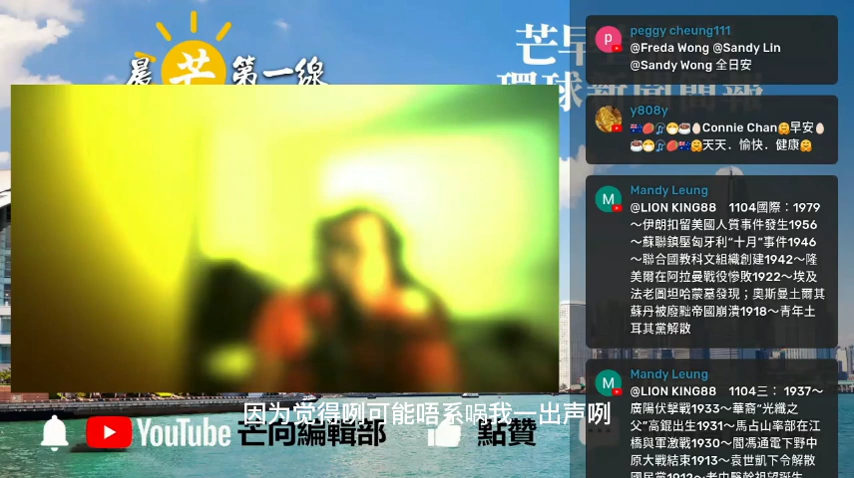 晨 芒 第一線
芒早
環球新聞簡報
peggy cheung111
@Freda Wong @Sandy Lin
@Sandy Wong 全日安
y808y
Connie Chan 早安
天天．愉快．健康
Mandy Leung
@LION KING88 1104國際：1979
～伊朗扣留美國人質事件發生1956
～蘇聯鎮壓匈牙利“十月”事件1946
～聯合國教科文組織創建1942～隆
美爾在阿拉曼戰役慘敗1922～埃及
法老圖坦哈蒙墓發現；奧斯曼土爾其
蘇丹被廢黜帝國崩潰1918～青年土
耳其黨解散
Mandy Leung
@LION KING88 1104三： 1937～
廣陽伏擊戰1933～華裔“光纖之
父”高錕出生1931～馬占山率部在江
橋與軍激戰1930～閻馮通電下野中
原大戰結束1913～袁世凱下令解散
因为觉得咧可能唔系喎我一出声咧
YouTube 芒向編輯部 點贊